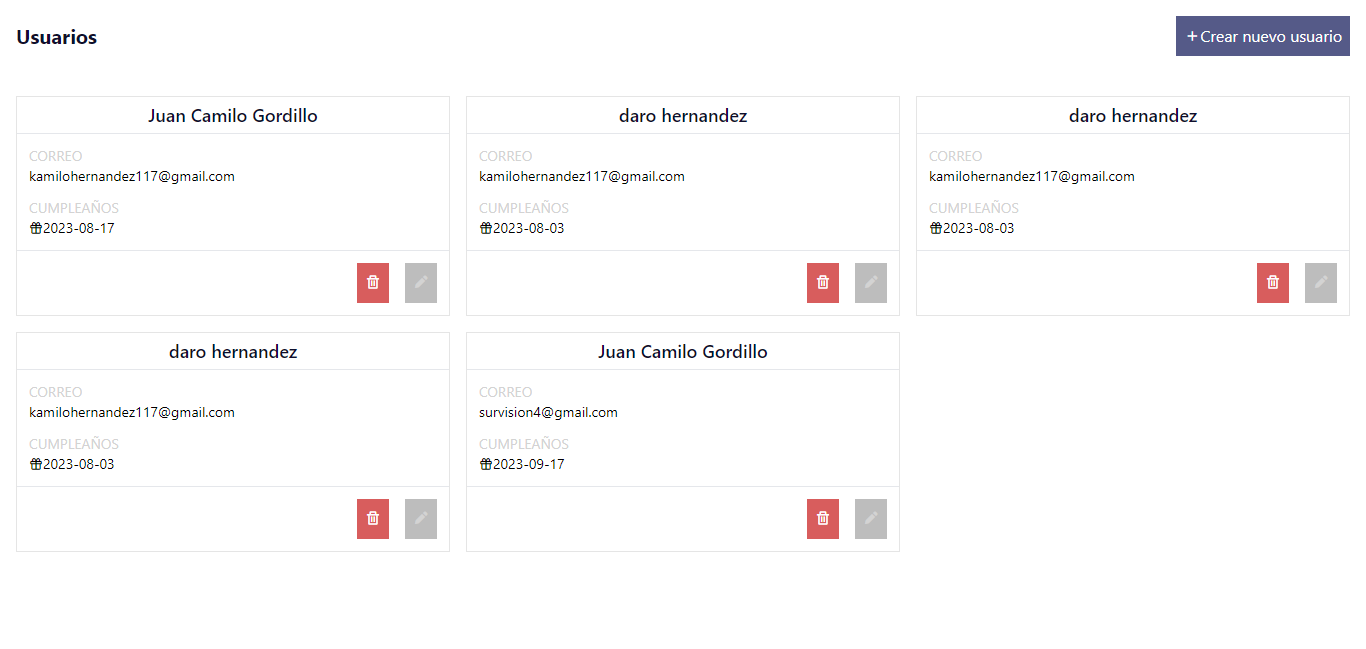 Usuarios
+ Crear nuevo usuario
Juan Camilo Gordillo
CORREO
kamilohernandez117@gmail.com
CUMPLEAÑOS
2023-08-17
daro hernandez
CORREO
kamilohernandez117@gmail.com
CUMPLEAÑOS
2023-08-03
daro hernandez
CORREO
kamilohernandez117@gmail.com
CUMPLEAÑOS
2023-08-03
daro hernandez
CORREO
kamilohernandez117@gmail.com
CUMPLEAÑOS
2023-08-03
Juan Camilo Gordillo
CORREO
survision4@gmail.com
CUMPLEAÑOS
2023-09-17